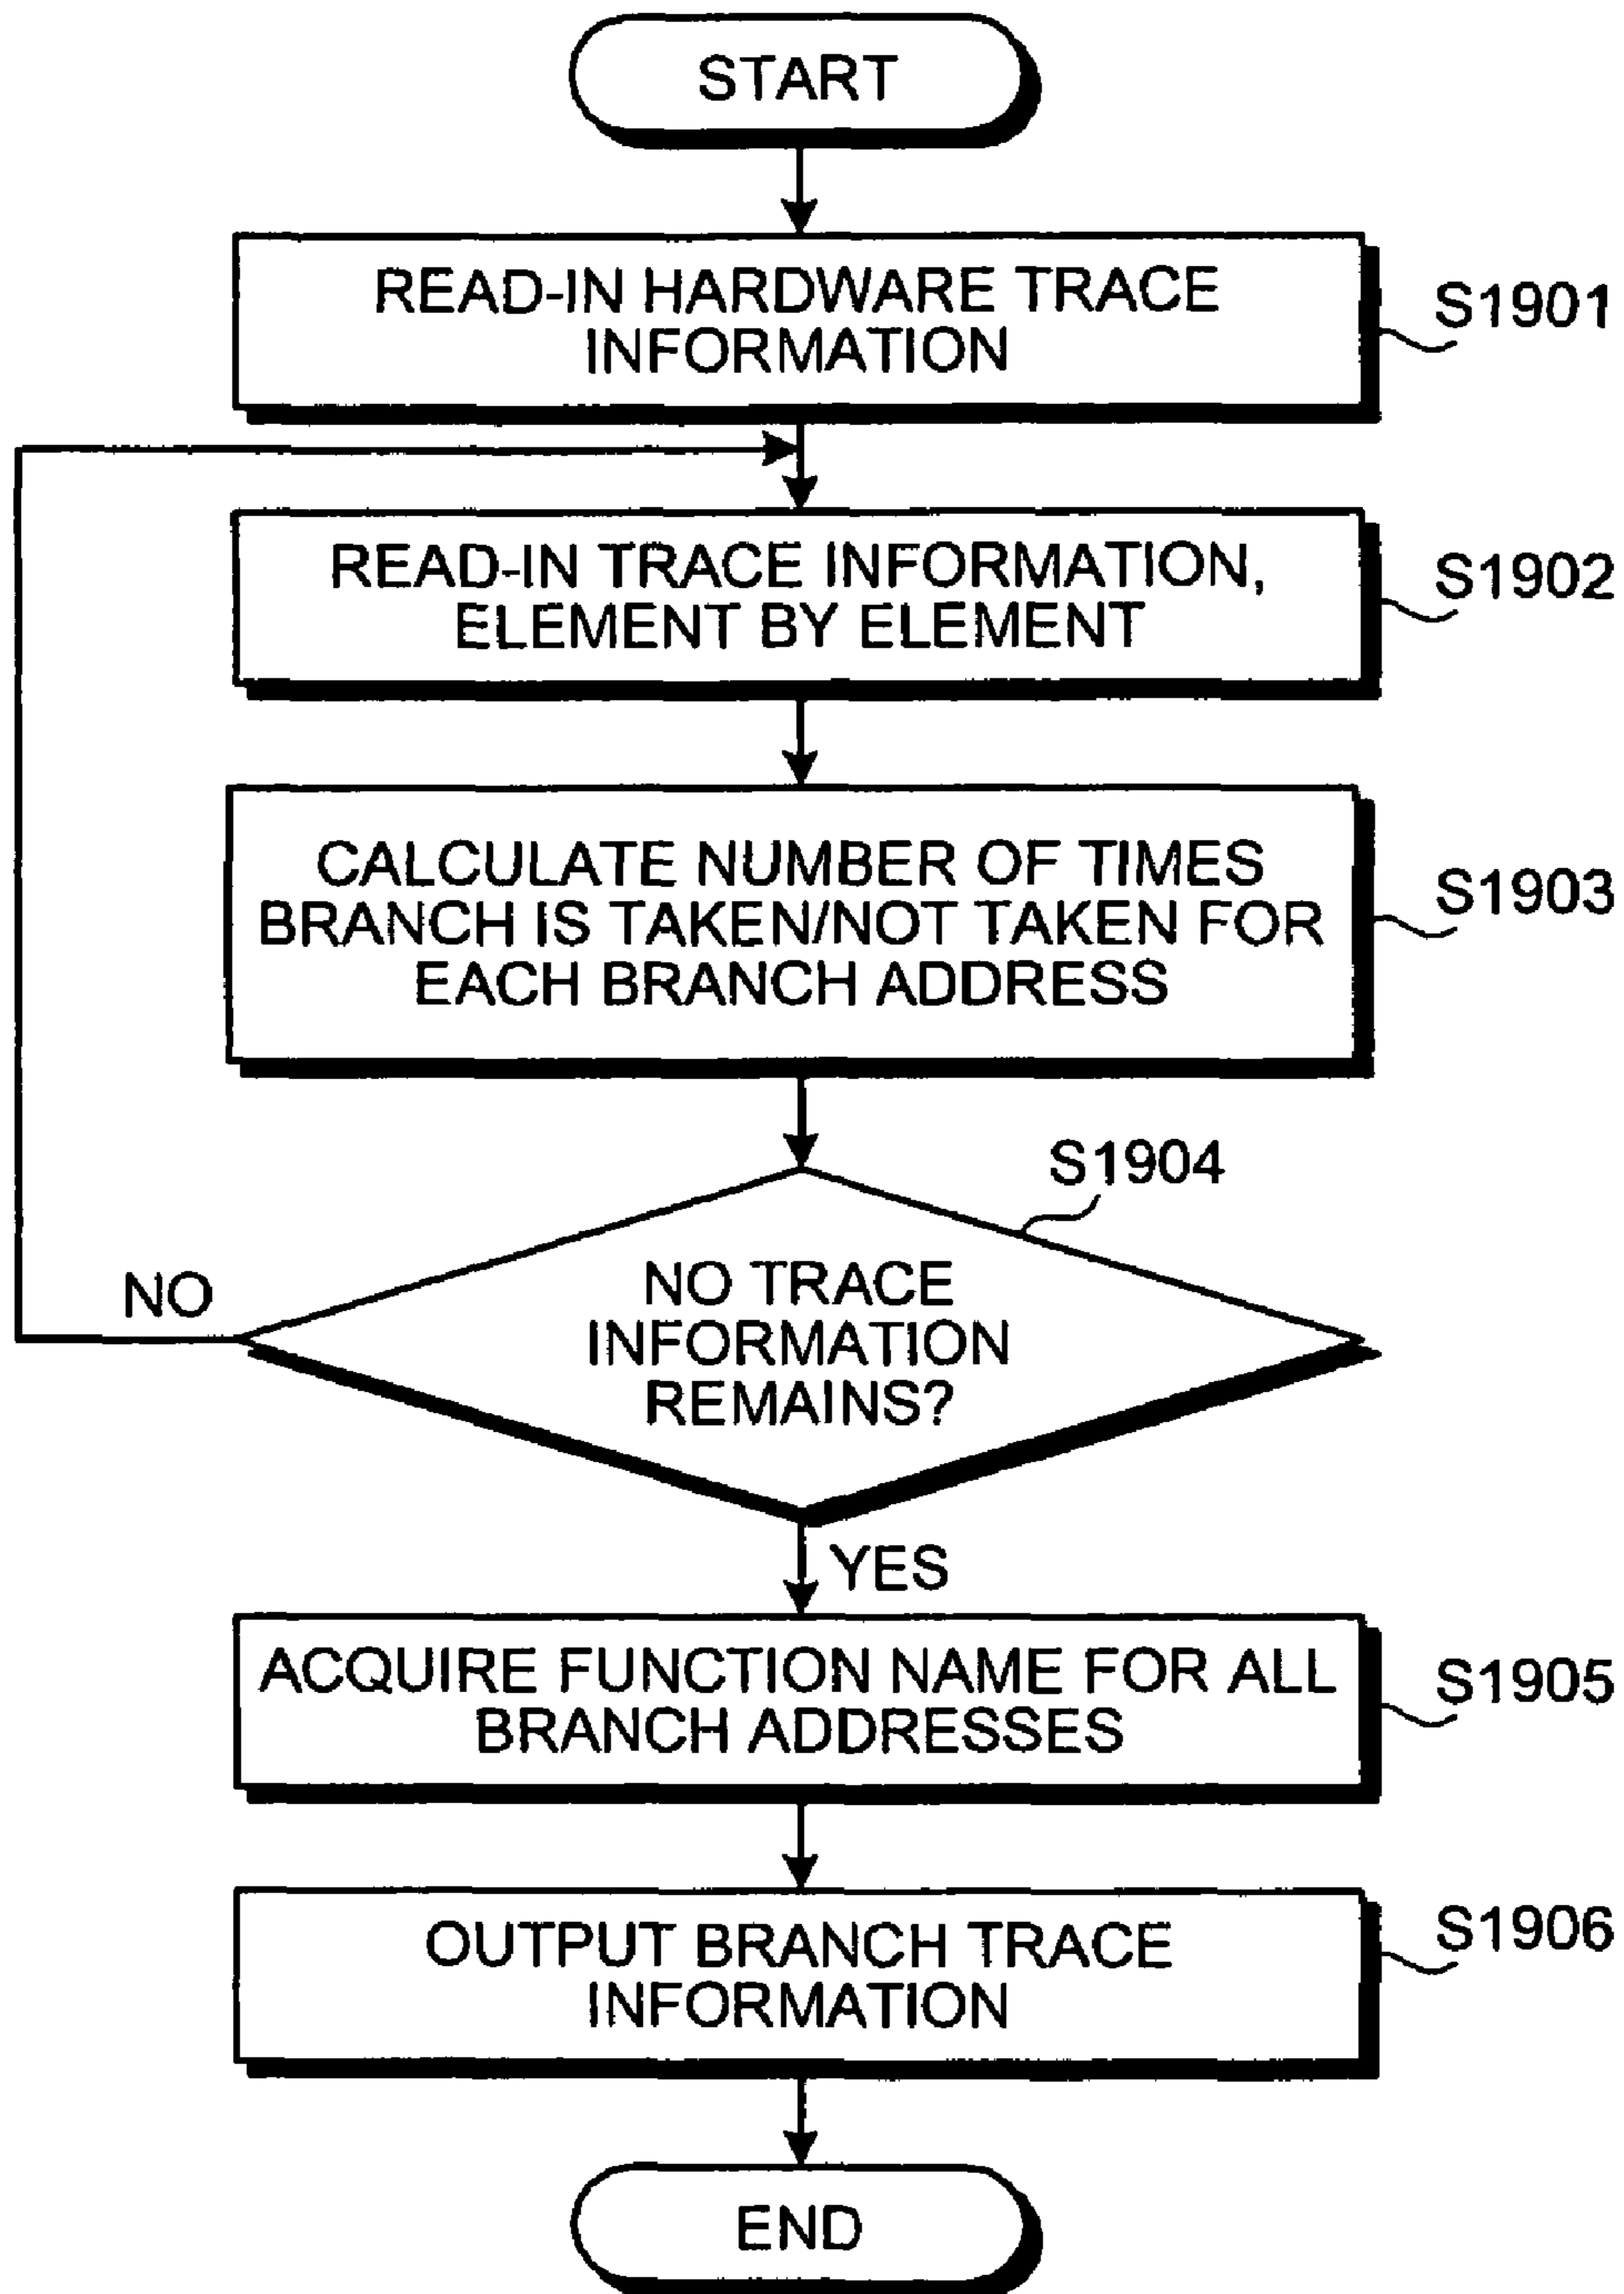 START
READ-IN HARDWARE TRACE
INFORMATION
S1901
READ-IN TRACE INFORMATION,
ELEMENT BY ELEMENT
S1902
CALCULATE NUMBER OF TIMES
BRANCH IS TAKEN/NOT TAKEN FOR
EACH BRANCH ADDRESS
S1903
S1904
NO
NO TRACE
INFORMATION
REMAINS?
YES
ACQUIRE FUNCTION NAME FOR ALL
BRANCH ADDRESSES
S1905
OUTPUT BRANCH TRACE
INFORMATION
S1906
END